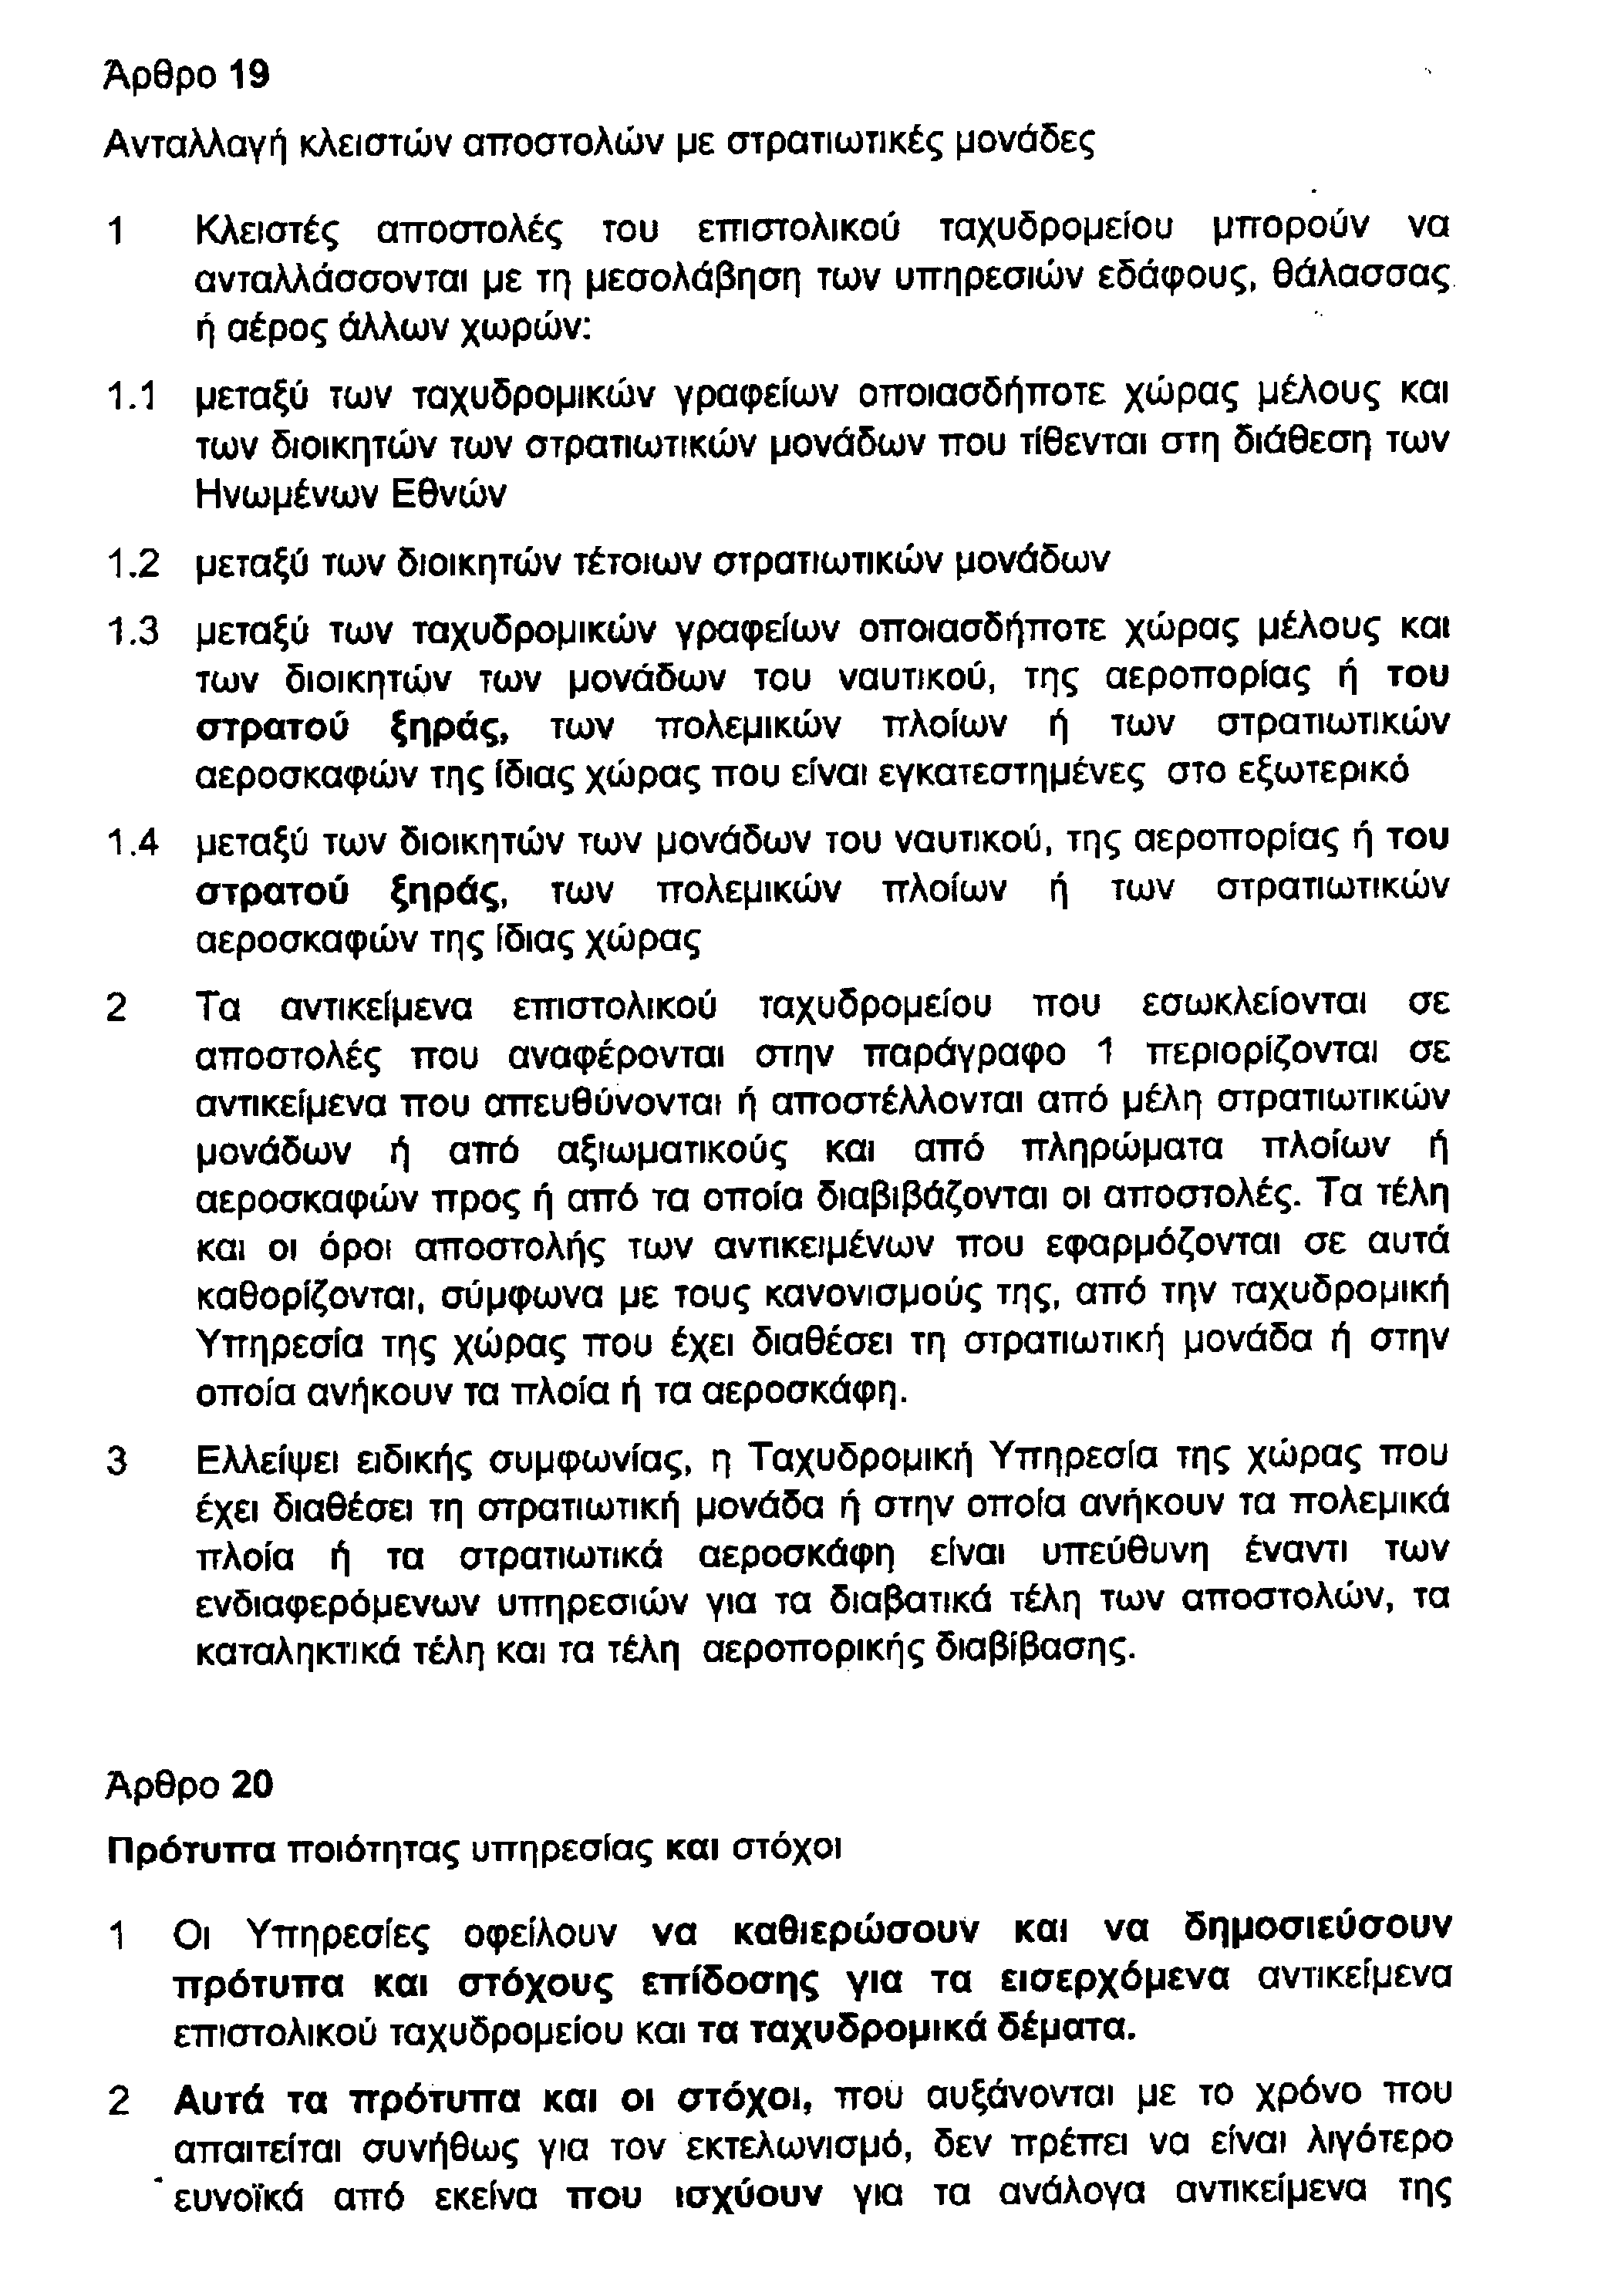 Άρθρο 19
Ανταλλαγή κλειστών αποστολών με στρατιωτικές μονάδες
1 Κλειστές αποστολές του επιστολικού ταχυδρομείου μπορούν να
ανταλλάσσονται με τη μεσολάβηση των υπηρεσιών εδάφους, θάλασσας
ή αέρος άλλων χωρών:
1.1 μεταξύ των ταχυδρομικών γραφείων οποιασδήποτε χώρας μέλους και
των διοικητών των στρατιωτικών μονάδων που τίθενται στη διάθεση των
Ηνωμένων Εθνών
1.2 μεταξύ των διοικητών τέτοιων στρατιωτικών μονάδων
1.3 μεταξύ των ταχυδρομικών γραφείων οποιασδήποτε χώρας μέλους και
των διοικητών των μονάδων του ναυτικού, της αεροπορίας ή του
στρατού ξηράς, των πολεμικών πλοίων ή των στρατιωτικών
αεροσκαφών της ίδιας χώρας που είναι εγκατεστημένες στο εξωτερικό
1.4 μεταξύ των διοικητών των μονάδων του ναυτικού, της αεροπορίας ή του
στρατού ξηράς, των πολεμικών πλοίων ή των στρατιωτικών
αεροσκαφών της ίδιας χώρας
2 Τα αντικείμενα επιστολικού ταχυδρομείου που εσωκλείονται σε
αποστολές που αναφέρονται στην παράγραφο 1 περιορίζονται σε
αντικείμενα που απευθύνονται ή αποστέλλονται από μέλη στρατιωτικών
μονάδων ή από αξιωματικούς και από πληρώματα πλοίων ή
αεροσκαφών προς ή από τα οποία διαβιβάζονται οι αποστολές. Τα τέλη
και οι όροι αποστολής των αντικειμένων που εφαρμόζονται σε αυτά
καθορίζονται, σύμφωνα με τους κανονισμούς της, από την ταχυδρομική
Υπηρεσία της χώρας που έχει διαθέσει τη στρατιωτική μονάδα ή στην
οποία ανήκουν τα πλοία ή τα αεροσκάφη.
3 Ελλείψει ειδικής συμφωνίας, η Ταχυδρομική Υπηρεσία της χώρας που
έχει διαθέσει τη στρατιωτική μονάδα ή στην οποία ανήκουν τα πολεμικά
πλοία ή τα στρατιωτικά αεροσκάφη είναι υπεύθυνη έναντι των
ενδιαφερόμενων υπηρεσιών για τα διαβατικά τέλη των αποστολών, τα
καταληκτικά τέλη και τα τέλη αεροπορικής διαβίβασης.
Άρθρο 20
Πρότυπα ποιότητας υπηρεσίας και στόχοι
1 Οι Υπηρεσίες οφείλουν να καθιερώσουν και να δημοσιεύσουν
πρότυπα και στόχους επίδοσης για τα εισερχόμενα αντικείμενα
επιστολικού ταχυδρομείου και τα ταχυδρομικά δέματα.
2 Αυτά τα πρότυπα και οι στόχοι, που αυξάνονται με το χρόνο που
απαιτείται συνήθως για τον εκτελωνισμό, δεν πρέπει να είναι λιγότερο
ευνοϊκά από εκείνα που ισχύουν για τα ανάλογα αντικείμενα της